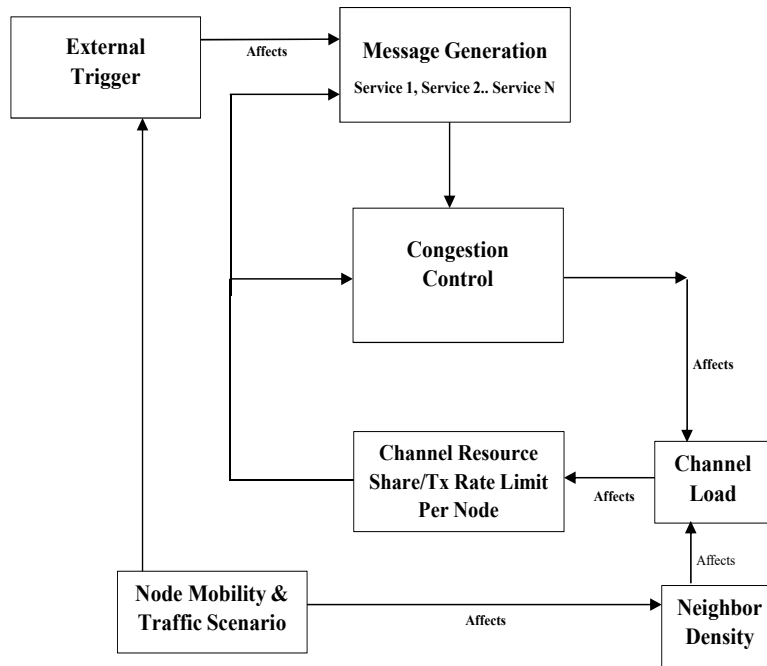 External
Trigger
Affects
Message Generation
Service 1, Service 2.. Service N
Congestion
Control
Affects
Channel Resource
Share/Tx Rate Limit
Per Node
Affects
Channel
Load
Affects
Node Mobility &
Traffic Scenario
Affects
Neighbor
Density